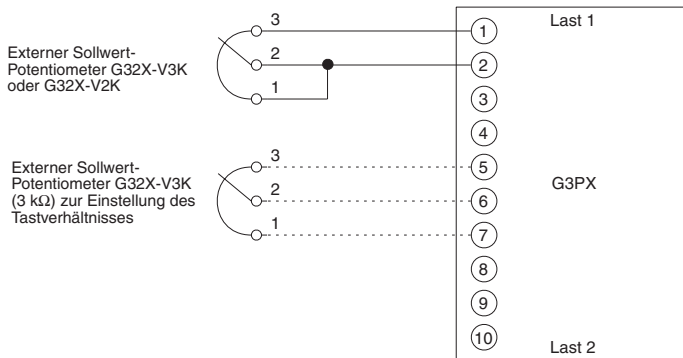 Externer Sollwert-
Potentiometer G32X-V3K
oder G32X-V2K
3
2
1
Externer Sollwert-
Potentiometer G32X-V3K
(3 kΩ) zur Einstellung des
Tastverhältnisses
3
2
1
Last 1
1
2
3
4
5
G3PX
6
7
8
9
10
Last 2